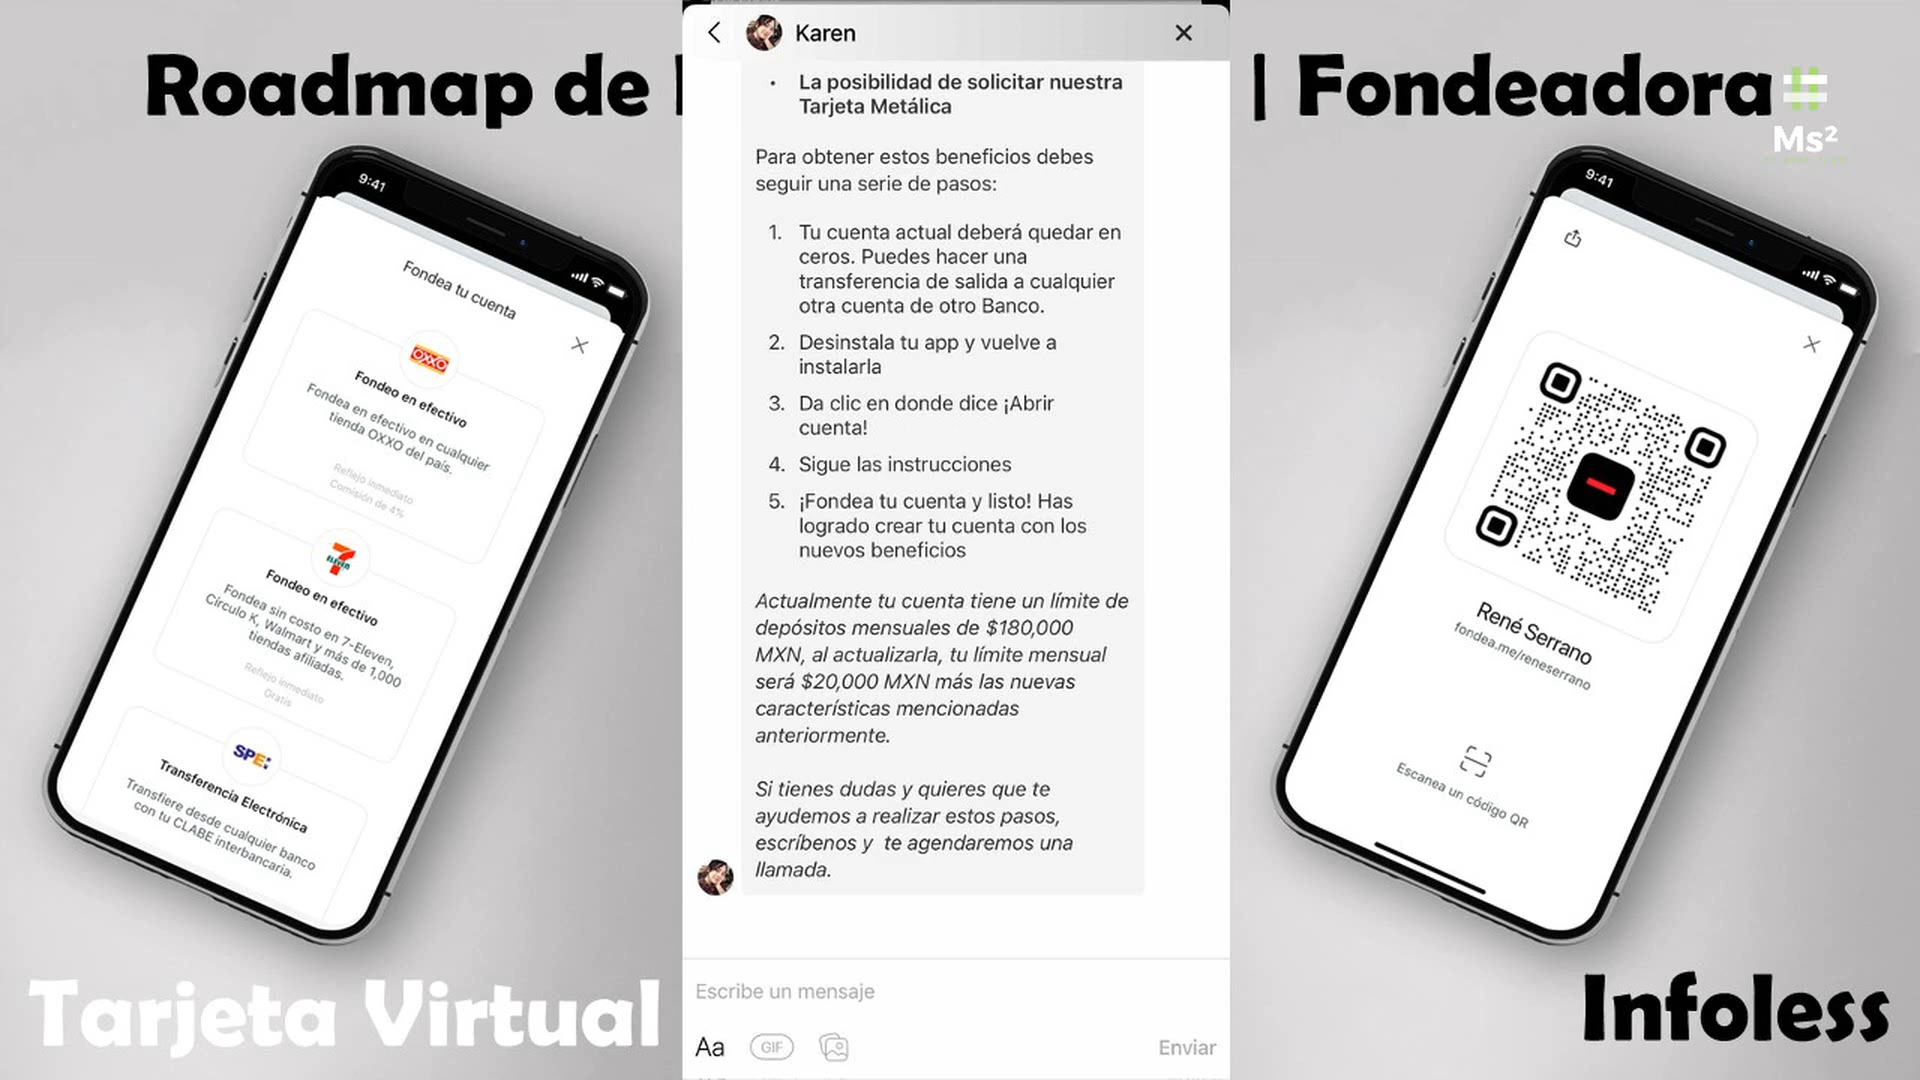 Roadmap de
| Fondeadora
Ms²
9:41
Fondea tu cuenta
OXXO
Fondeo en efectivo
Fondea en efectivo en cualquier
tienda OXXO del país.
Reflejo inmediato
Comisión de 4%
7 ELEVEN
Fondeo en efectivo
Fondea sin costo en 7-Eleven,
Círculo K, Walmart y más de 1,000
tiendas afiliadas.
Reflejo inmediato
Gratis
SPEI
Transferencia Electrónica
Transfiere desde cualquier banco
con tu CLABE interbancaria.
Karen
• La posibilidad de solicitar nuestra
Tarjeta Metálica
Para obtener estos beneficios debes
seguir una serie de pasos:
1. Tu cuenta actual deberá quedar en
ceros. Puedes hacer una
transferencia de salida a cualquier
otra cuenta de otro Banco.
2. Desinstala tu app y vuelve a
instalarla
3. Da clic en donde dice ¡Abrir
cuenta!
4. Sigue las instrucciones
5. ¡Fondea tu cuenta y listo! Has
logrado crear tu cuenta con los
nuevos beneficios
Actualmente tu cuenta tiene un límite de
depósitos mensuales de $180,000
MXN, al actualizarla, tu límite mensual
será $20,000 MXN más las nuevas
características mencionadas
anteriormente.
Si tienes dudas y quieres que te
ayudemos a realizar estos pasos,
escríbenos y te agendaremos una
llamada.
Escribe un mensaje
Aa
GIF
Enviar
9:41
René Serrano
fondea.me/reneserrano
Escanea un código QR
Tarjeta Virtual
Infoless